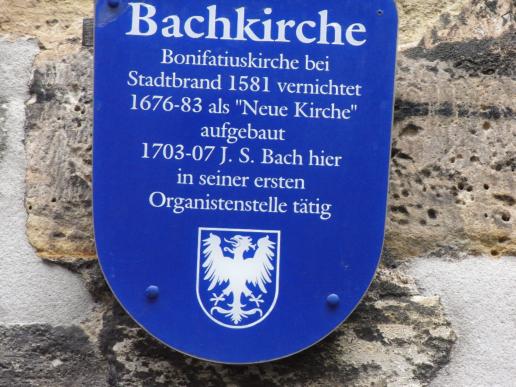 Bachkirche
Bonifatiuskirche bei
Stadtbrand 1581 vernichtet
1676-83 als "Neue Kirche"
aufgebaut
1703-07 J. S. Bach hier
in seiner ersten
Organistenstelle tätig